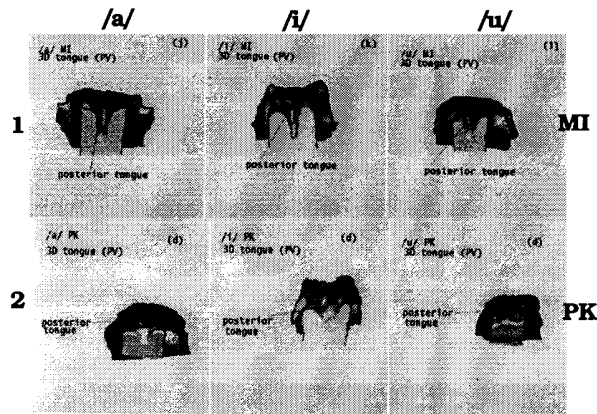 /a/ /i/ /u/
/a/ MI (j)
3D tongue (PV)
/i/ MI (k)
3D tongue (PV)
/u/ MI (l)
3D tongue (PV)
1 MI
posterior tongue
posterior tongue
posterior tongue
/a/ PK (d)
3D tongue (PV)
/i/ PK (d)
3D tongue (PV)
/u/ PK (d)
3D tongue (PV)
2 PK
posterior
tongue
posterior
tongue
posterior
tongue